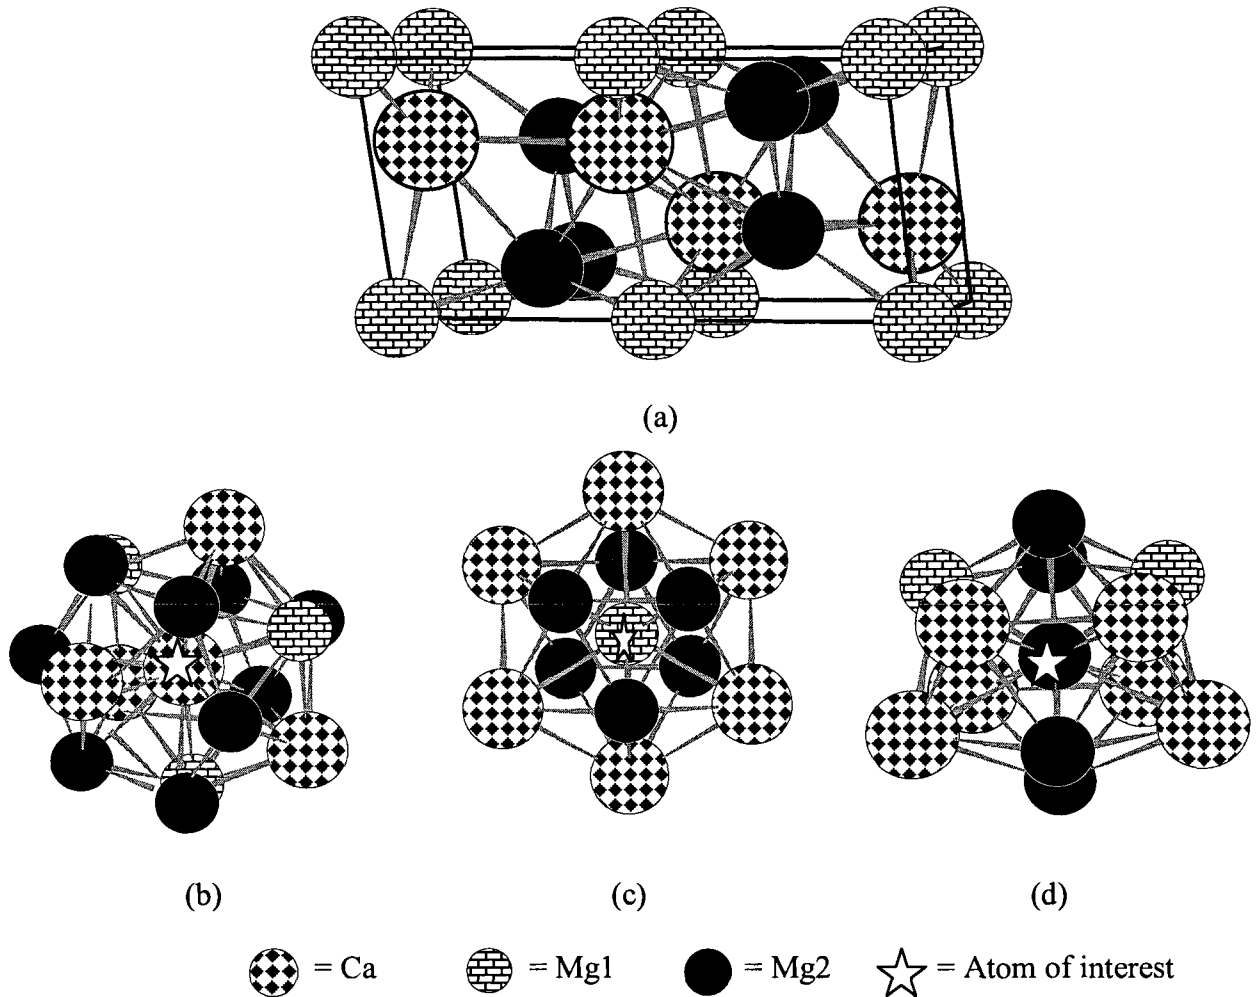 (a)
(b) (c) (d)
= Ca = Mg1 = Mg2 = Atom of interest